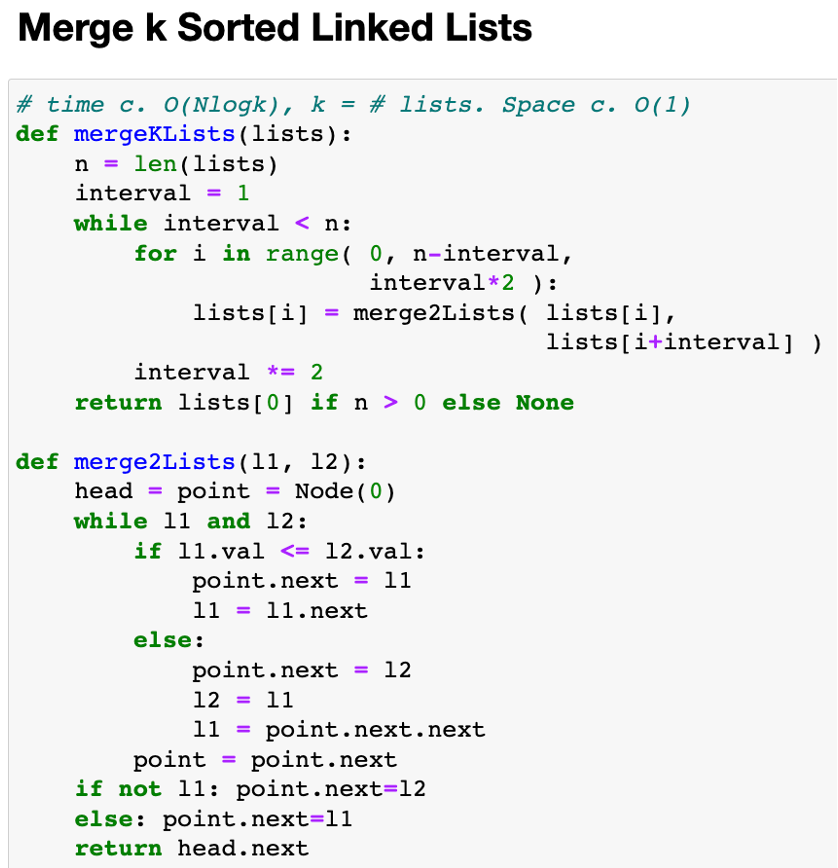 Merge k Sorted Linked Lists
# time c. O(Nlogk), k = # lists. Space c. O(1)
def mergeKLists(lists):
    n = len(lists)
    interval = 1
    while interval < n:
        for i in range( 0, n-interval,
                        interval*2 ):
            lists[i] = merge2Lists( lists[i],
                                    lists[i+interval] )
        interval *= 2
    return lists[0] if n > 0 else None

def merge2Lists(l1, l2):
    head = point = Node(0)
    while l1 and l2:
        if l1.val <= l2.val:
            point.next = l1
            l1 = l1.next
        else:
            point.next = l2
            l2 = l1
            l1 = point.next.next
        point = point.next
    if not l1: point.next=l2
    else: point.next=l1
    return head.next